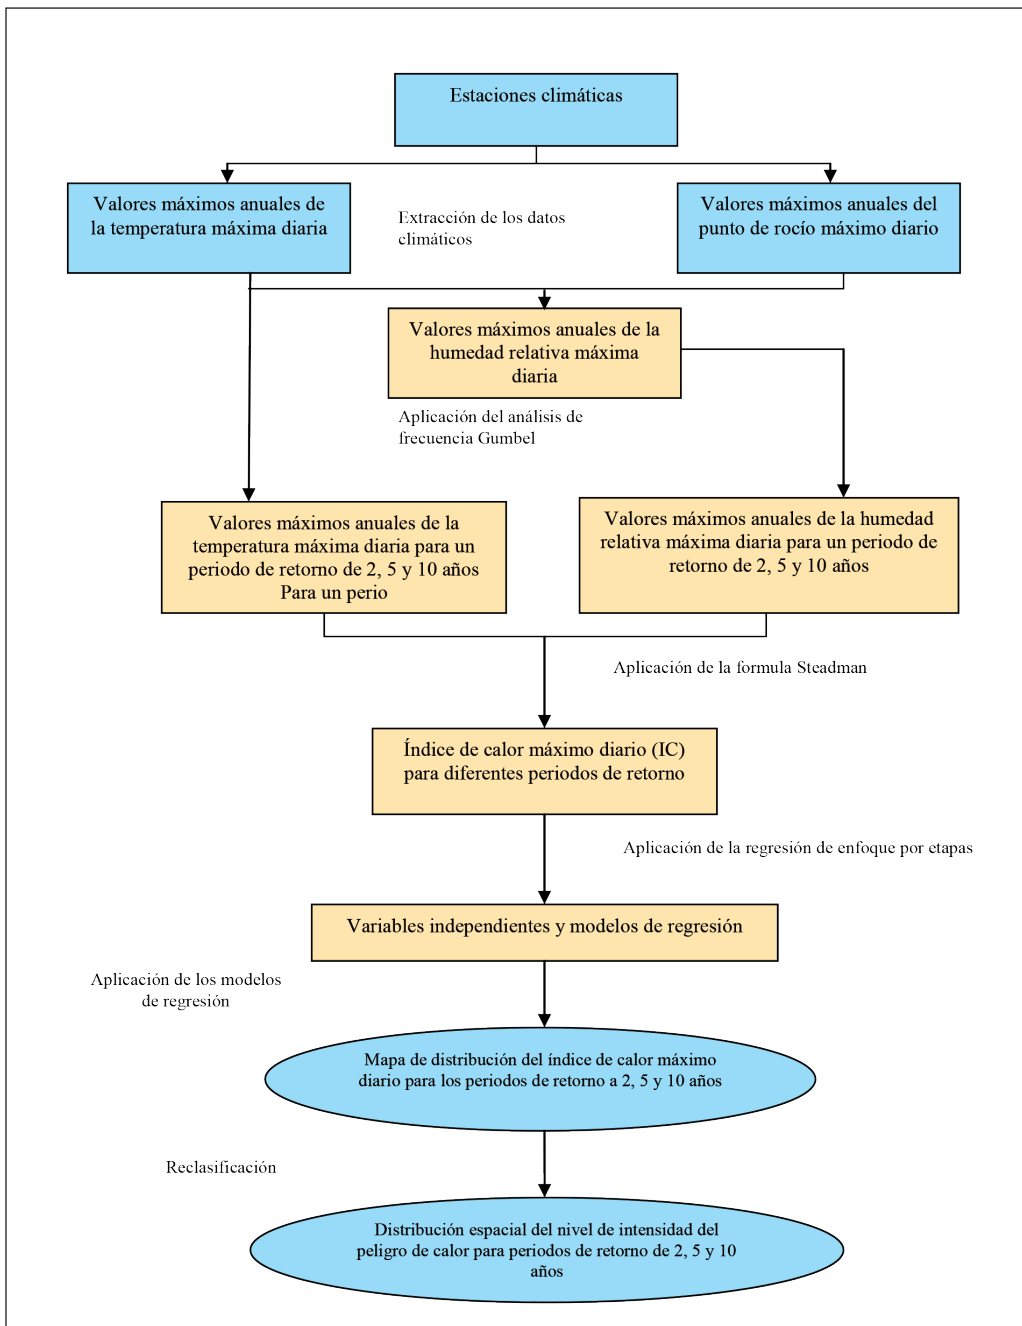 Estaciones climáticas
Valores máximos anuales de
la temperatura máxima diaria
Extracción de los datos
climáticos
Valores máximos anuales del
punto de rocío máximo diario
Valores máximos anuales de la
humedad relativa máxima
diaria
Aplicación del análisis de
frecuencia Gumbel
Valores máximos anuales de la
temperatura máxima diaria para un
periodo de retorno de 2, 5 y 10 años
Para un perio
Valores máximos anuales de la humedad
relativa máxima diaria para un periodo de
retorno de 2, 5 y 10 años
Aplicación de la formula Steadman
Índice de calor máximo diario (IC)
para diferentes periodos de retorno
Aplicación de la regresión de enfoque por etapas
Variables independientes y modelos de regresión
Aplicación de los modelos
de regresión
Mapa de distribución del índice de calor máximo
diario para los periodos de retorno a 2, 5 y 10 años
Reclasificación
Distribución espacial del nivel de intensidad del
peligro de calor para periodos de retorno de 2, 5 y 10
años